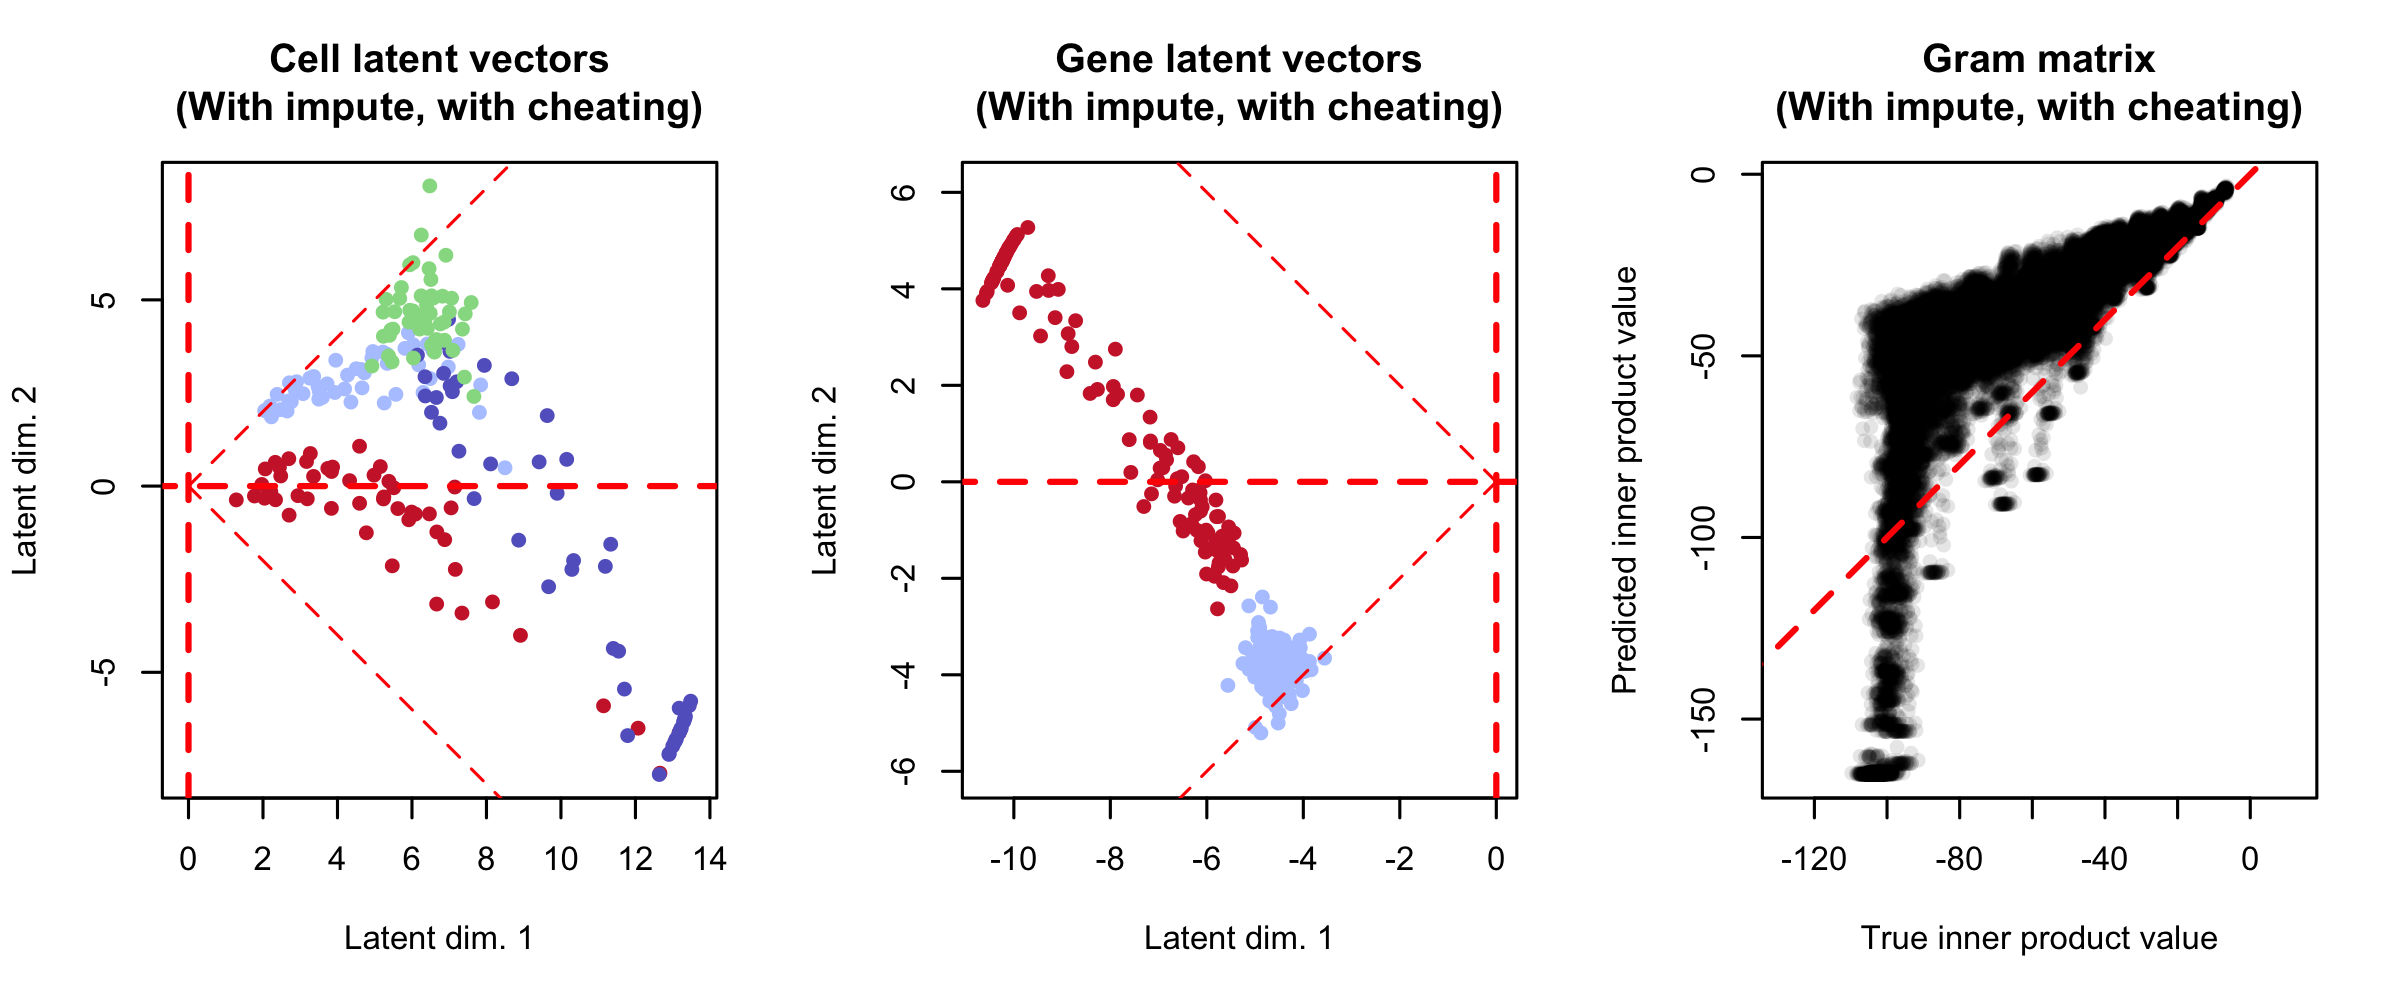 Cell latent vectors
(With impute, with cheating)
Latent dim. 2
5
0
-5
0 2 4 6 8 10 12 14
Latent dim. 1
Gene latent vectors
(With impute, with cheating)
Latent dim. 2
6
4
2
0
-2
-4
-6
-10 -8 -6 -4 -2 0
Latent dim. 1
Gram matrix
(With impute, with cheating)
Predicted inner product value
0
-50
-100
-150
-120 -80 -40 0
True inner product value